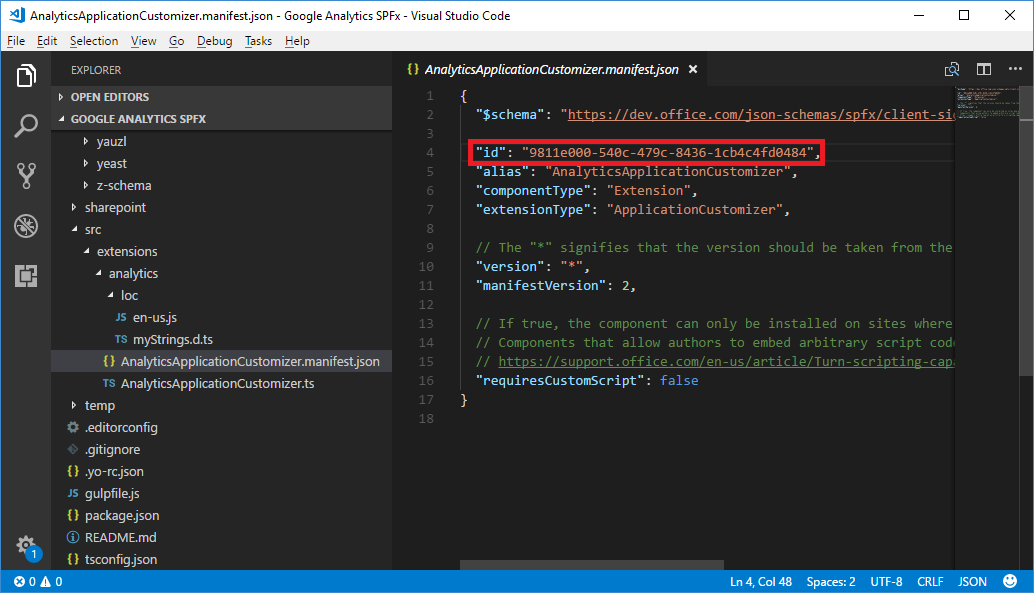 AnalyticsApplicationCustomizer.manifest.json - Google Analytics SPFx - Visual Studio Code
File Edit Selection View Go Debug Tasks Help
EXPLORER
OPEN EDITORS
GOOGLE ANALYTICS SPFX
yauzl
yeast
z-schema
sharepoint
src
extensions
analytics
loc
JS en-us.js
TS myStrings.d.ts
{} AnalyticsApplicationCustomizer.manifest.json
TS AnalyticsApplicationCustomizer.ts
temp
.editorconfig
.gitignore
{} .yo-rc.json
JS gulpfile.js
{} package.json
README.md
{} tsconfig.json
1
{} AnalyticsApplicationCustomizer.manifest.json
1 {
2 "$schema": "https://dev.office.com/json-schemas/spfx/client-sid
3
4 "id": "9811e000-540c-479c-8436-1cb4c4fd0484",
5 "alias": "AnalyticsApplicationCustomizer",
6 "componentType": "Extension",
7 "extensionType": "ApplicationCustomizer",
8
9 // The "*" signifies that the version should be taken from the
10 "version": "*",
11 "manifestVersion": 2,
12
13 // If true, the component can only be installed on sites where
14 // Components that allow authors to embed arbitrary script code
15 // https://support.office.com/en-us/article/Turn-scripting-capa
16 "requiresCustomScript": false
17 }
18
0 0 Ln 4, Col 48 Spaces: 2 UTF-8 CRLF JSON